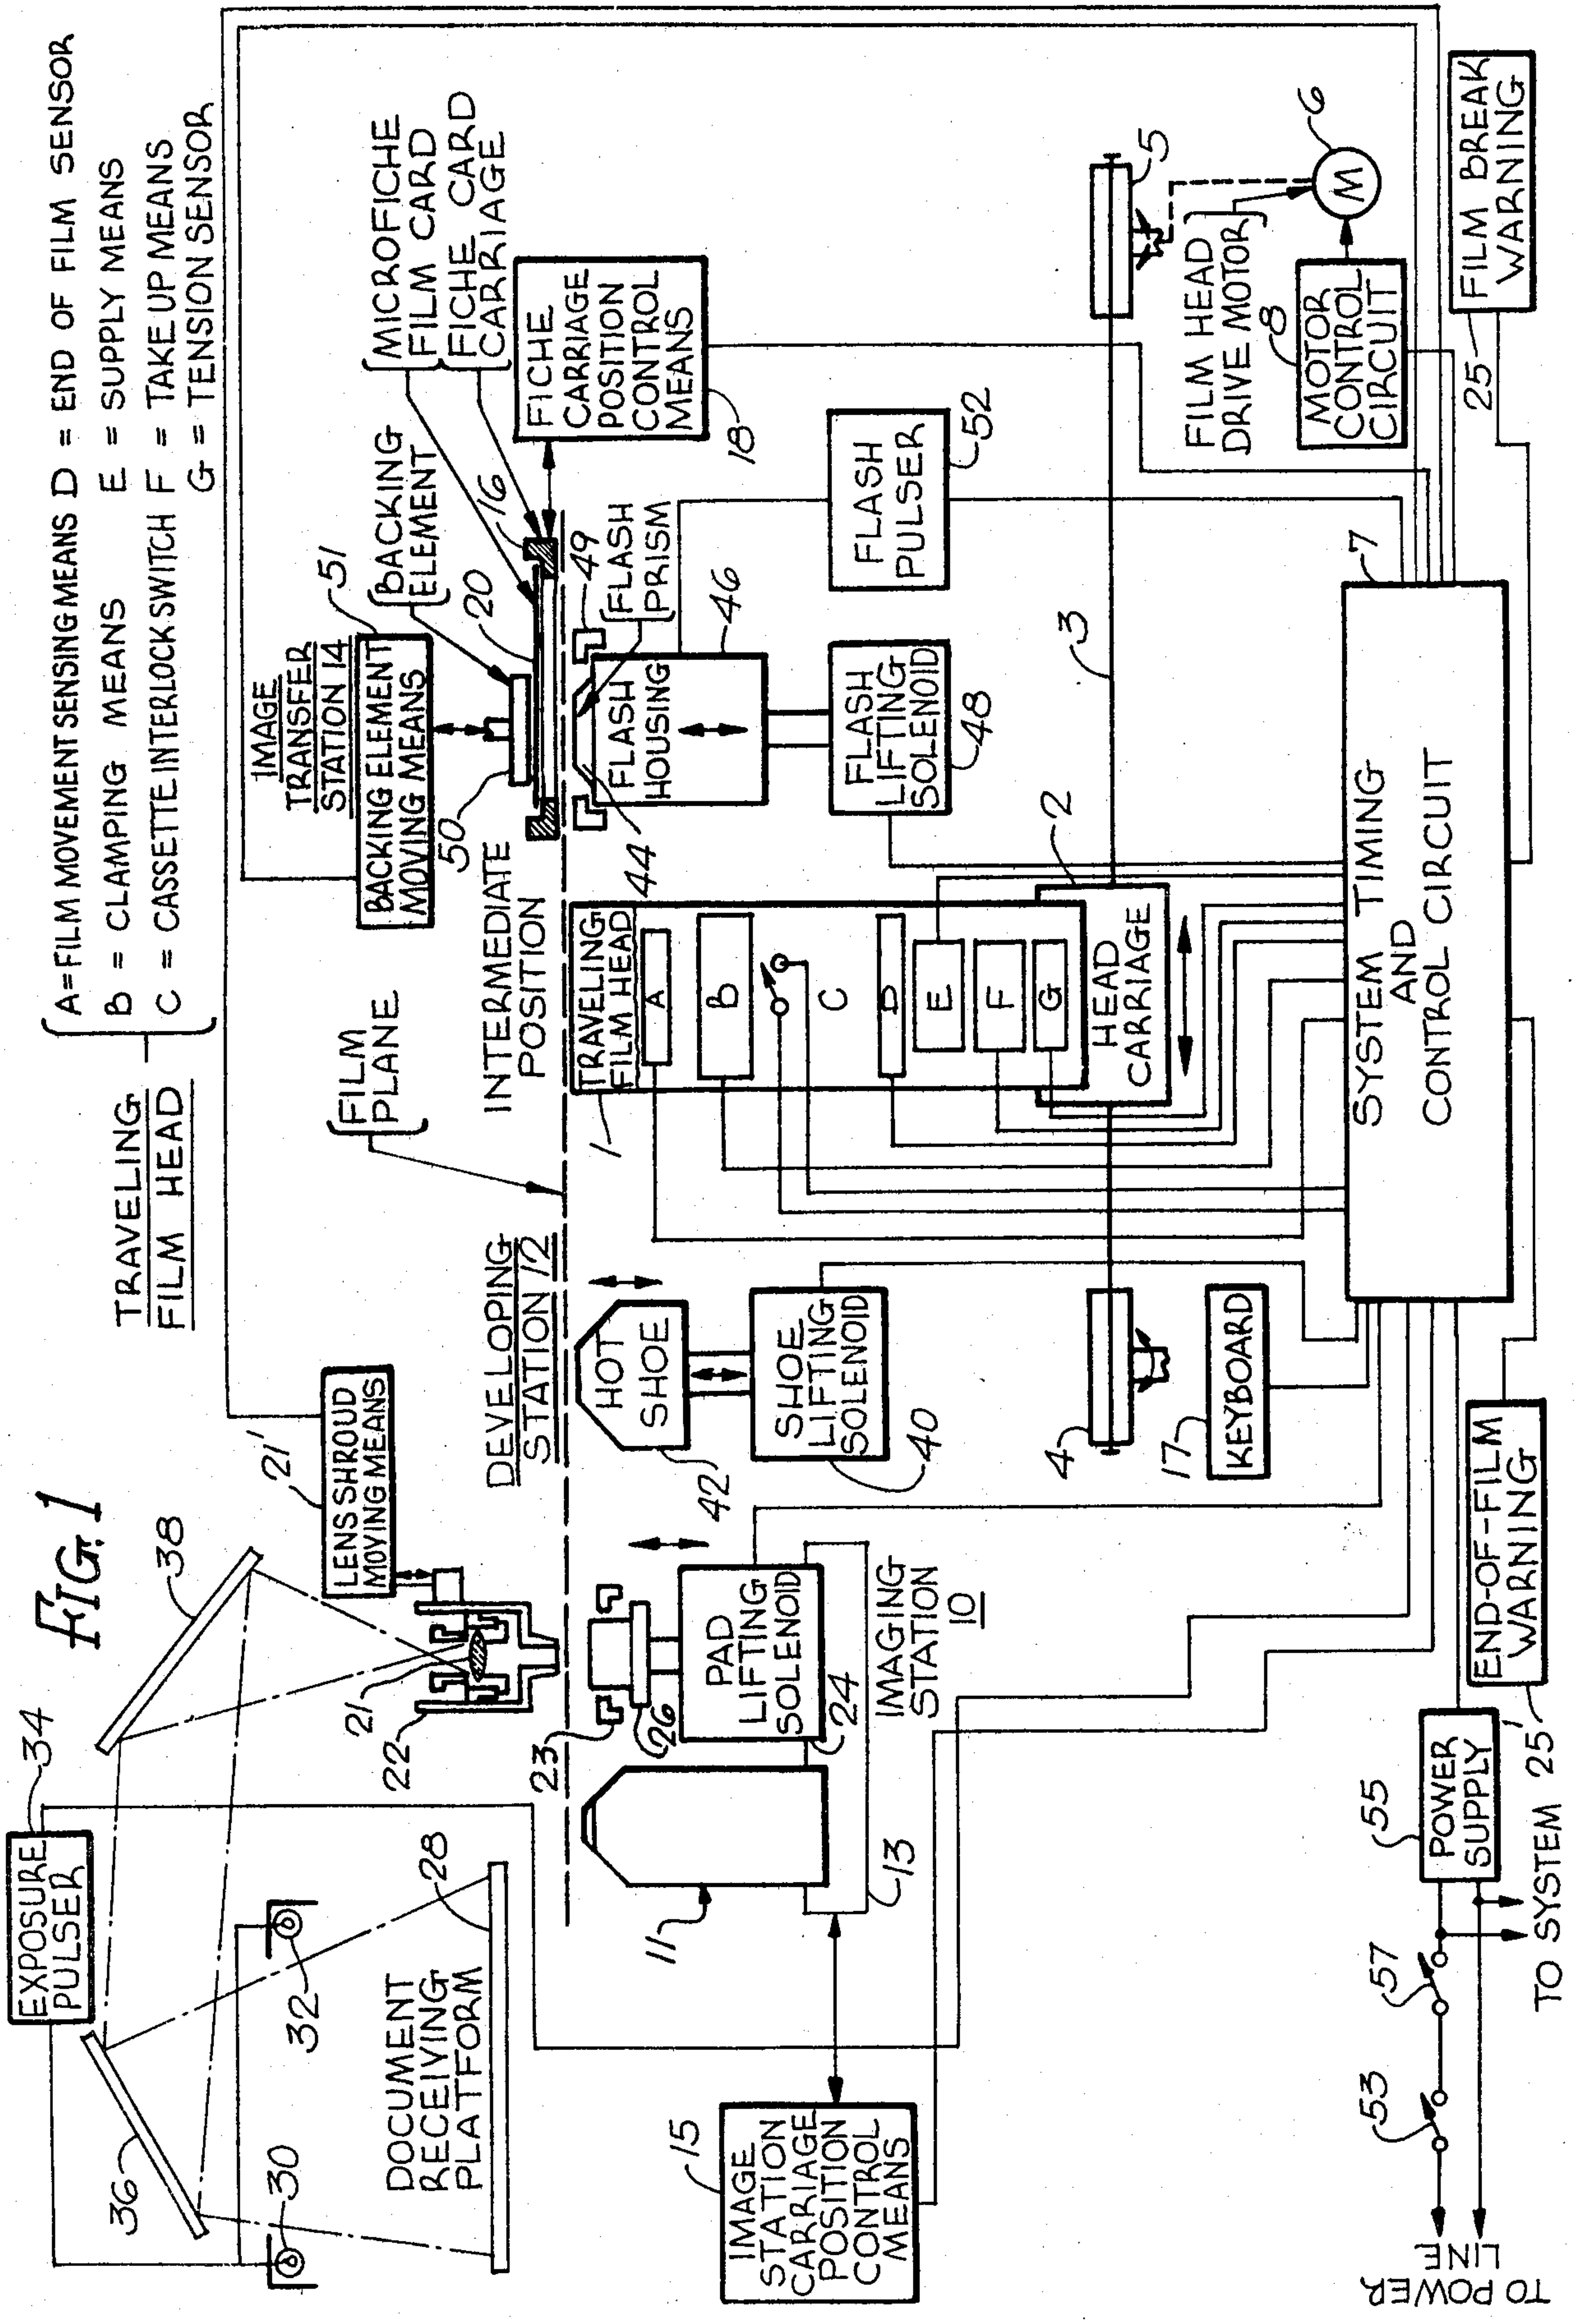 FIG. 1
TRAVELING
FILM HEAD
A=FILM MOVEMENT SENSING MEANS
B = CLAMPING MEANS
C = CASSETTE INTERLOCK SWITCH
D = END OF FILM SENSOR
E = SUPPLY MEANS
F = TAKE UP MEANS
G = TENSION SENSOR
EXPOSURE
PULSER
34
36
38
30
32
28
DOCUMENT
RECEIVING
PLATFORM
LENS SHROUD
MOVING MEANS
21'
21
22
23
26
FILM
PLANE
IMAGE
TRANSFER
STATION 14
51
BACKING ELEMENT
MOVING MEANS
BACKING
ELEMENT
50
20
16
MICROFICHE
FILM CARD
FICHE CARD
CARRIAGE
FICHE
CARRIAGE
POSITION
CONTROL
MEANS
18
DEVELOPING
STATION 12
INTERMEDIATE
POSITION
11
13
PAD
LIFTING
SOLENOID
24
IMAGING
STATION
10
HOT
SHOE
42
SHOE
LIFTING
SOLENOID
40
1
TRAVELING
FILM HEAD
A
B
C
D
E
F
G
HEAD
CARRIAGE
2
44
49
FLASH
PRISM
FLASH
HOUSING
46
FLASH
LIFTING
SOLENOID
48
FLASH
PULSER
52
3
4
5
6
M
FILM HEAD
DRIVE MOTOR
8
MOTOR
CONTROL
CIRCUIT
17
KEYBOARD
15
IMAGE
STATION
CARRIAGE
POSITION
CONTROL
MEANS
SYSTEM TIMING
AND
CONTROL CIRCUIT
7
25
FILM BREAK
WARNING
END-OF-FILM
WARNING
25'
55
POWER
SUPPLY
53
57
TO SYSTEM
TO POWER
LINE